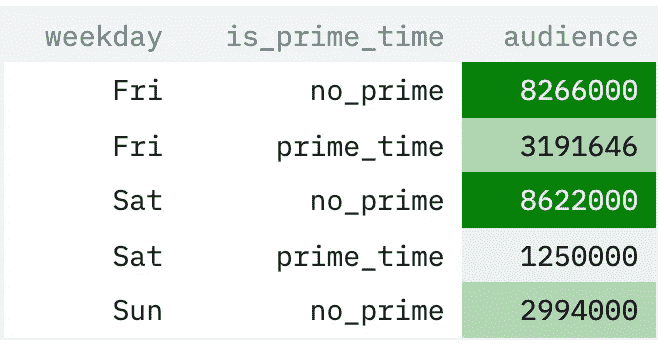 weekday is_prime_time audience
Fri no_prime 8266000
Fri prime_time 3191646
Sat no_prime 8622000
Sat prime_time 1250000
Sun no_prime 2994000